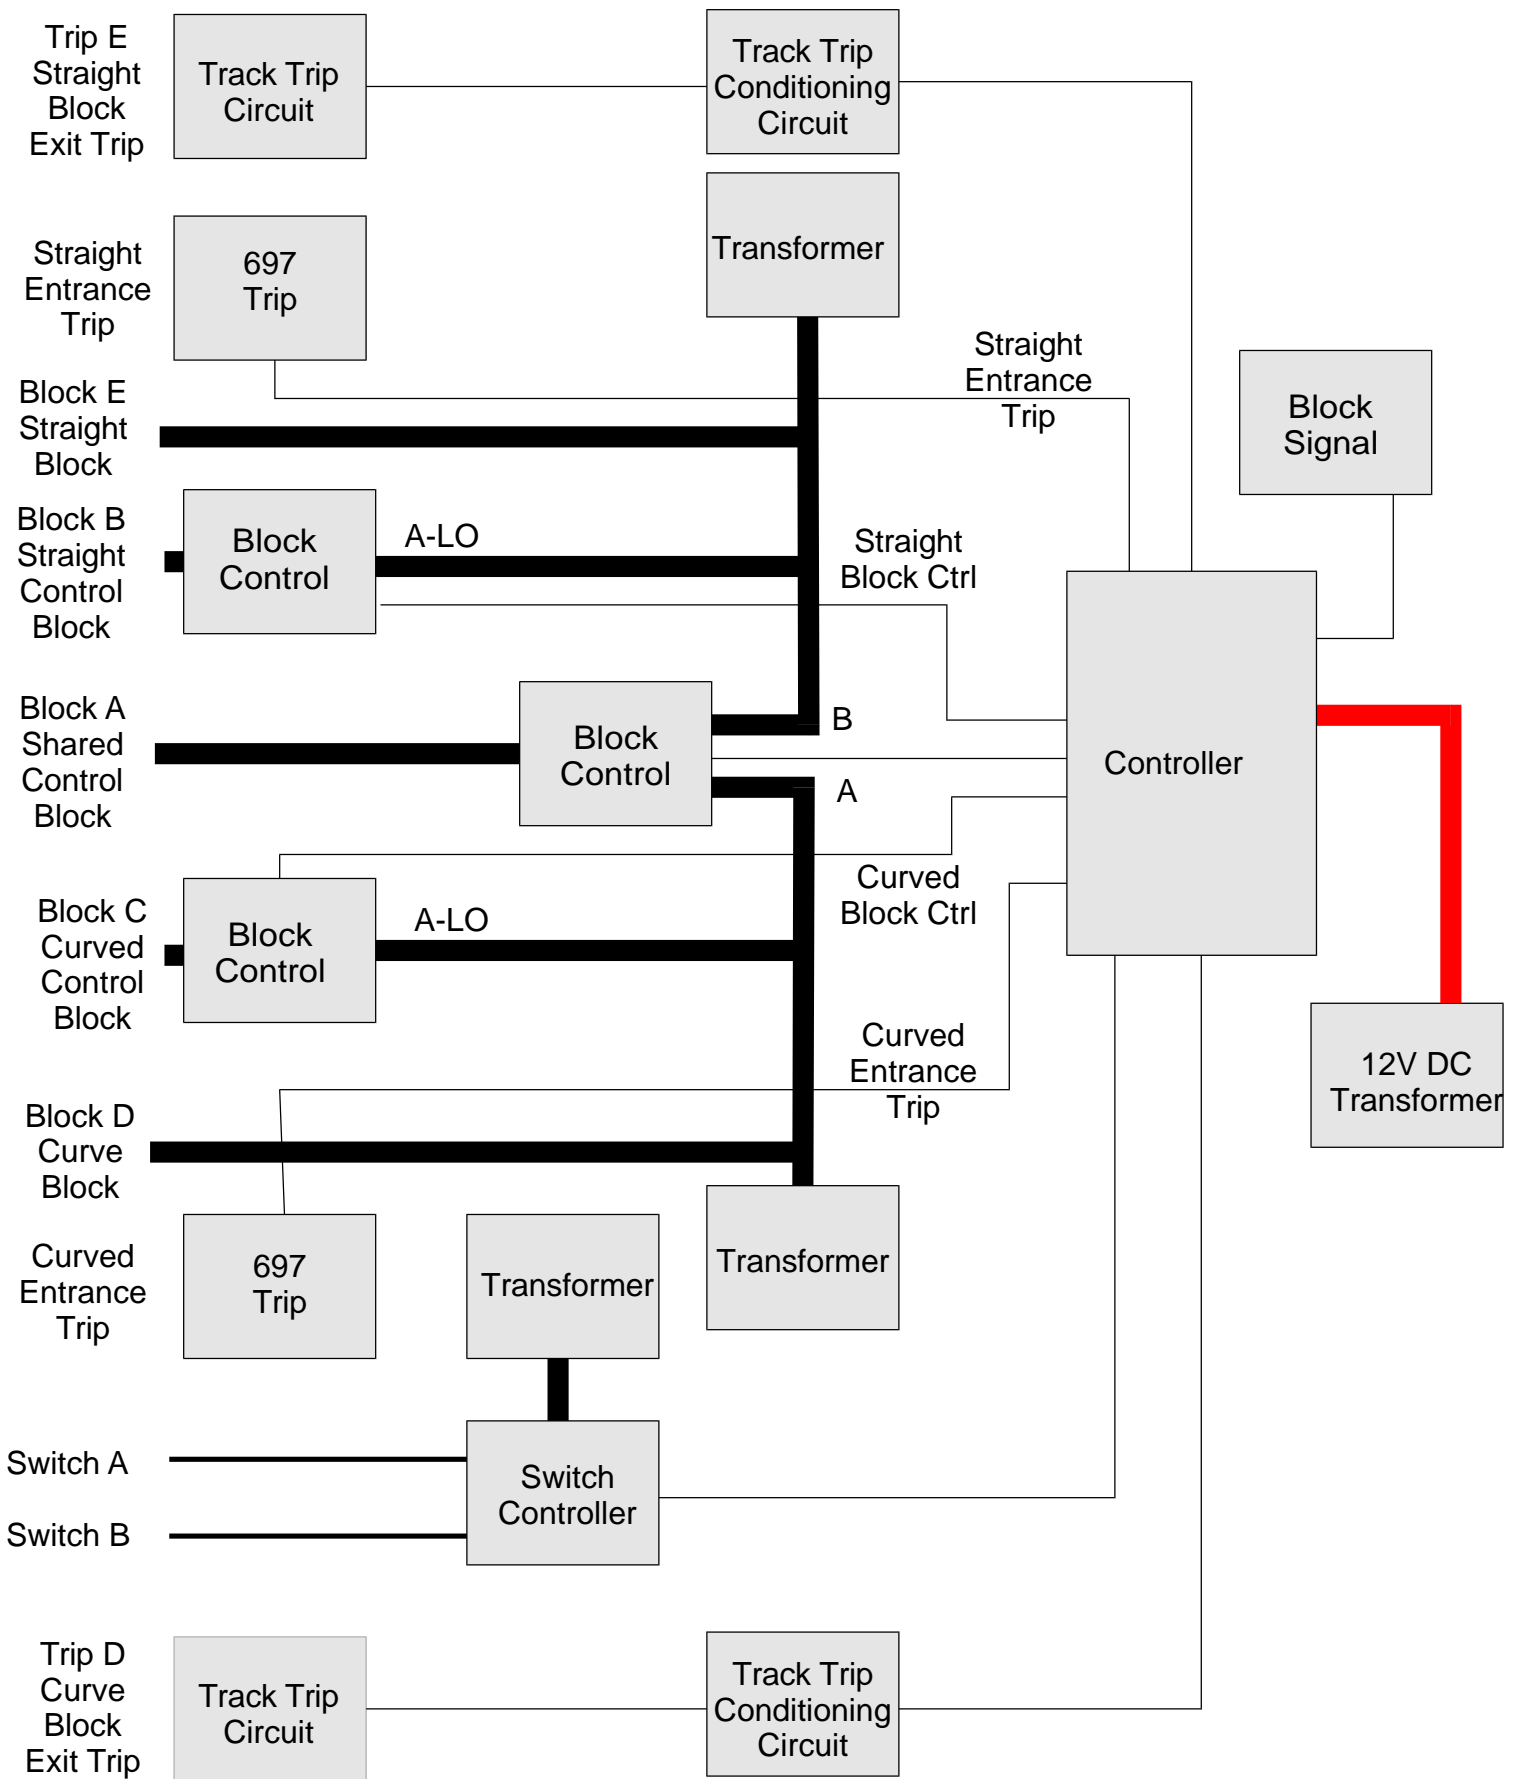 Trip E
Straight
Block
Exit Trip
Track Trip
Circuit
Track Trip
Conditioning
Circuit
Straight
Entrance
Trip
697
Trip
Transformer
Straight
Entrance
Trip
Block
Signal
Block E
Straight
Block
Block B
Straight
Control
Block
Block
Control
A-LO
Straight
Block Ctrl
Block A
Shared
Control
Block
Block
Control
B
A
Controller
Block C
Curved
Control
Block
Block
Control
A-LO
Curved
Block Ctrl
Curved
Entrance
Trip
12V DC
Transformer
Block D
Curve
Block
Curved
Entrance
Trip
697
Trip
Transformer
Transformer
Switch A
Switch B
Switch
Controller
Trip D
Curve
Block
Exit Trip
Track Trip
Circuit
Track Trip
Conditioning
Circuit